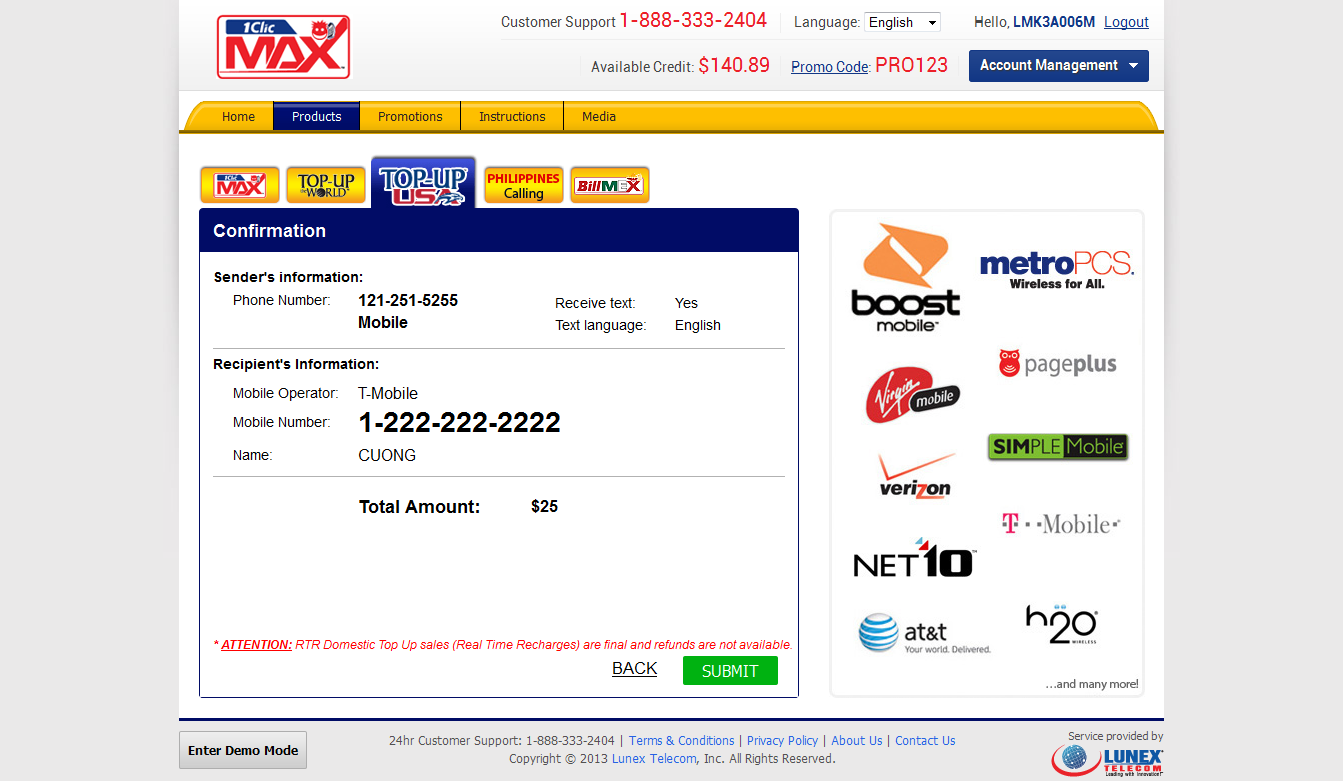 1Clic
MAX
Customer Support 1-888-333-2404
Language: English
Hello, LMK3A006M Logout
Available Credit: $140.89
Promo Code: PRO123
Account Management
Home
Products
Promotions
Instructions
Media
1Clic
MAX
TOP-UP
the WORLD
TOP-UP
USA
PHILIPPINES
Calling
BillMEX
Confirmation
Sender's information:
Phone Number: 121-251-5255
Mobile
Receive text: Yes
Text language: English
Recipient's Information:
Mobile Operator: T-Mobile
Mobile Number: 1-222-222-2222
Name: CUONG
Total Amount: $25
* ATTENTION: RTR Domestic Top Up sales (Real Time Recharges) are final and refunds are not available.
BACK
SUBMIT
boost
mobile™
metroPCS.
Wireless for All.
pageplus
Virgin mobile
SIMPLE Mobile
verizon
T··Mobile·
NET10™
at&t
Your world. Delivered.
h2o
WIRELESS
...and many more!
Enter Demo Mode
24hr Customer Support: 1-888-333-2404 | Terms & Conditions | Privacy Policy | About Us | Contact Us
Copyright © 2013 Lunex Telecom, Inc. All Rights Reserved.
Service provided by
LUNEX
TELECOM
Leading with Innovation!